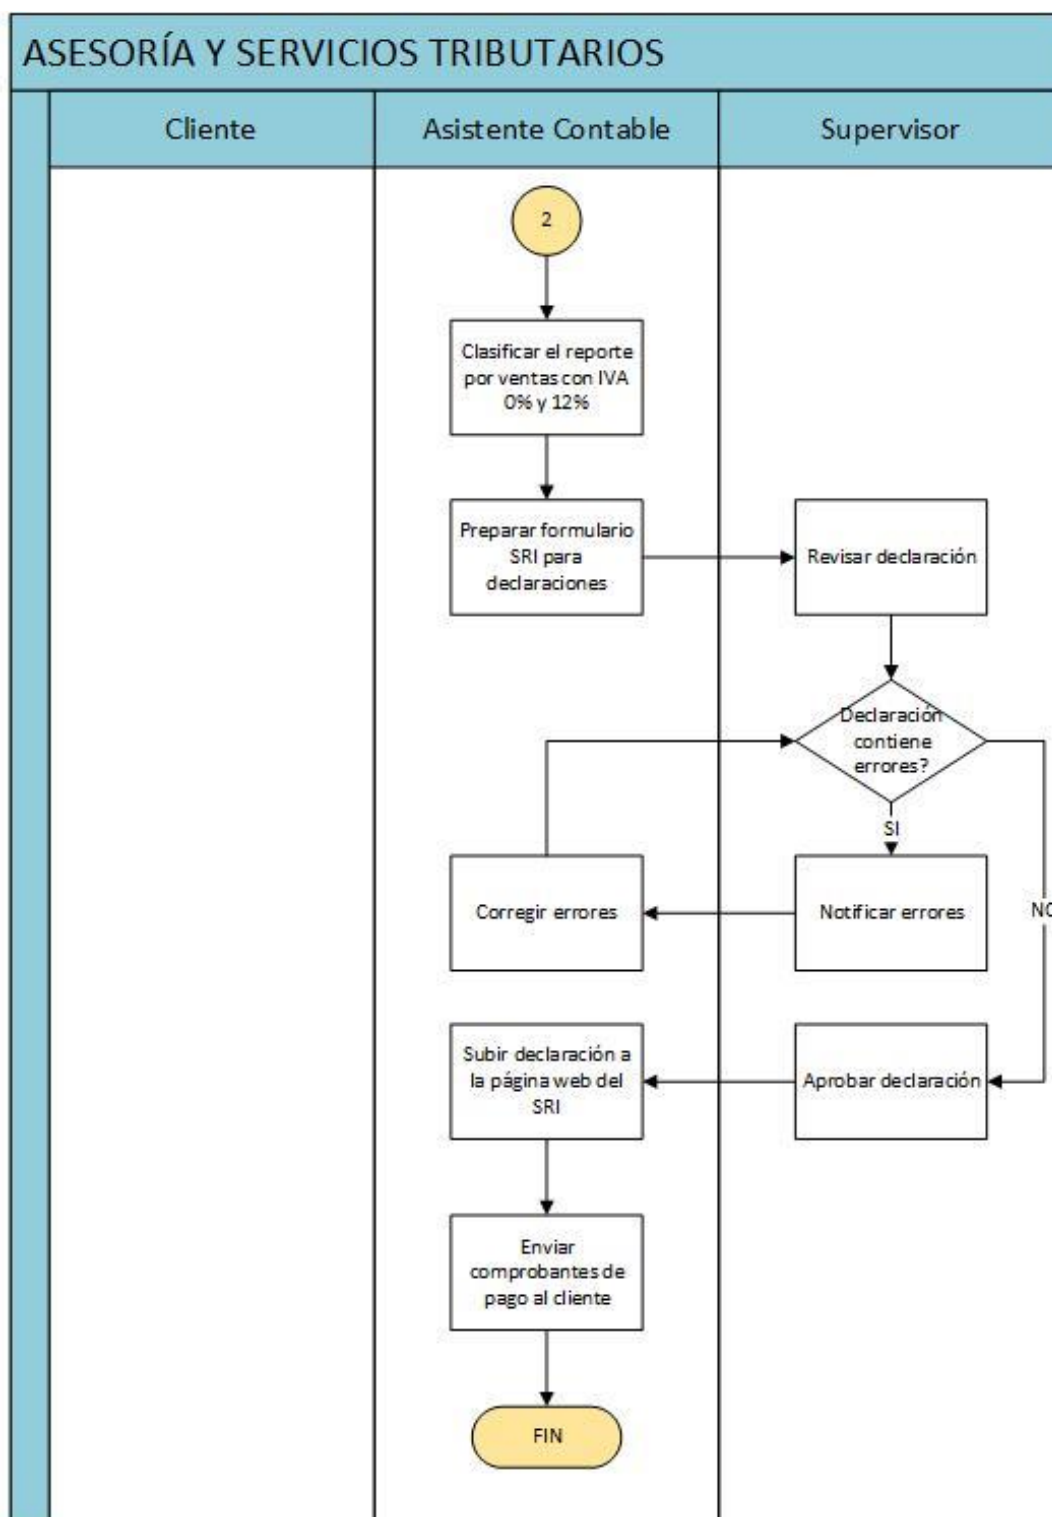 ASESORÍA Y SERVICIOS TRIBUTARIOS
Cliente
Asistente Contable
Supervisor
2
Clasificar el reporte
por ventas con IVA
0% y 12%
Preparar formulario
SRI para
declaraciones
Revisar declaración
Declaración
contiene
errores?
SI
Corregir errores
Notificar errores
NO
Subir declaración a
la página web del
SRI
Aprobar declaración
Enviar
comprobantes de
pago al cliente
FIN